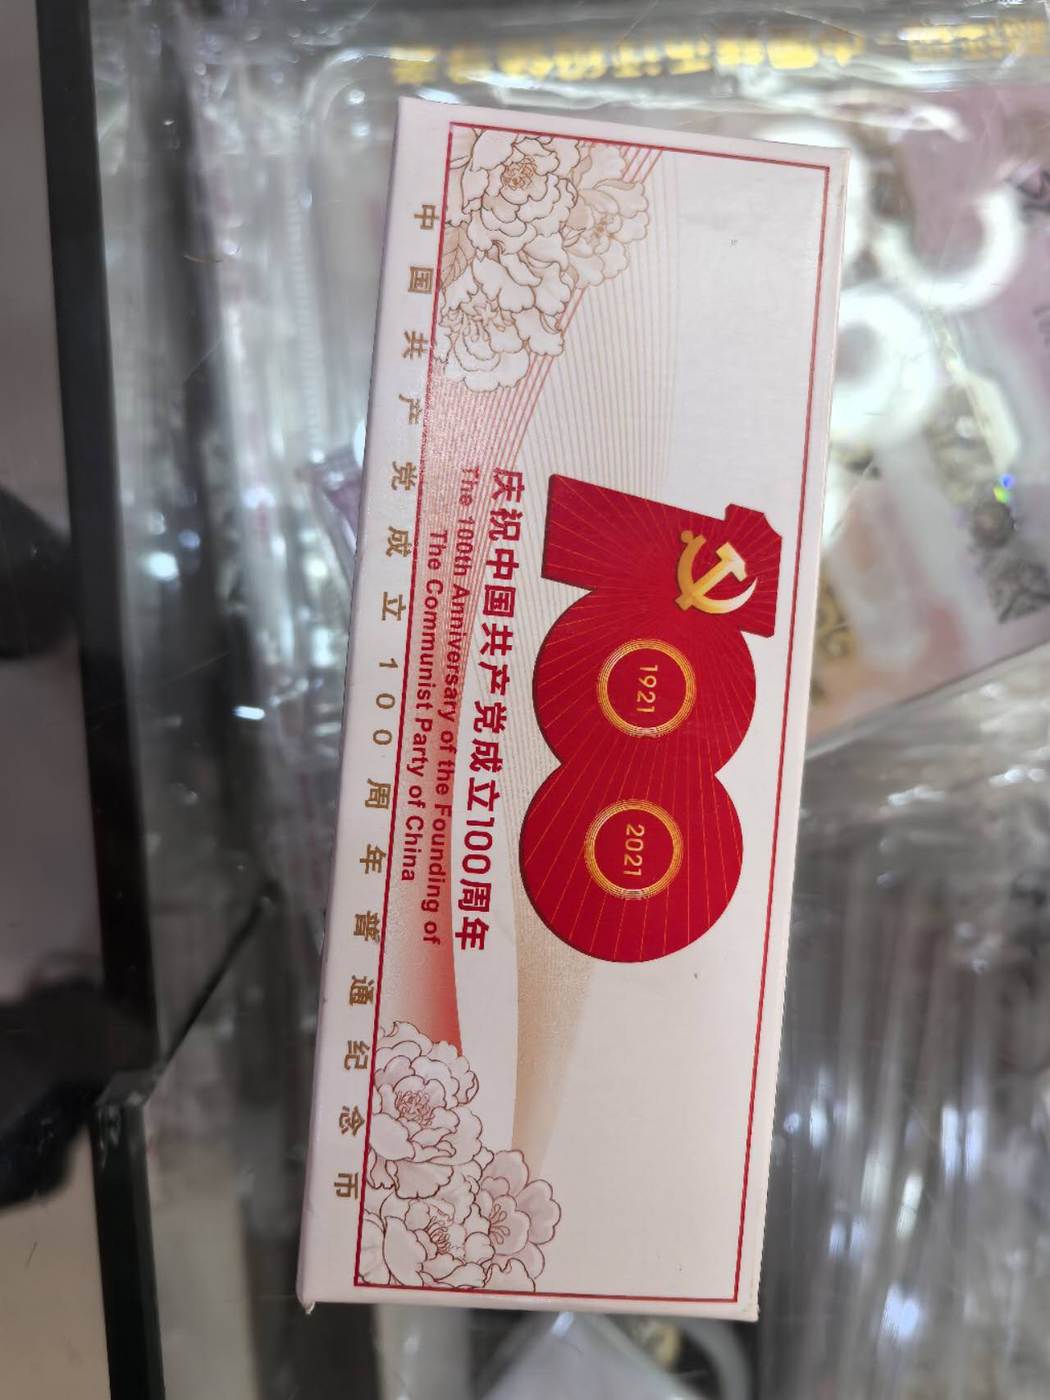 1921
2021
庆祝中国共产党成立100周年
The 100th Anniversary of the Founding of
The Communist Party of China
中国共产党成立100周年普通纪念币